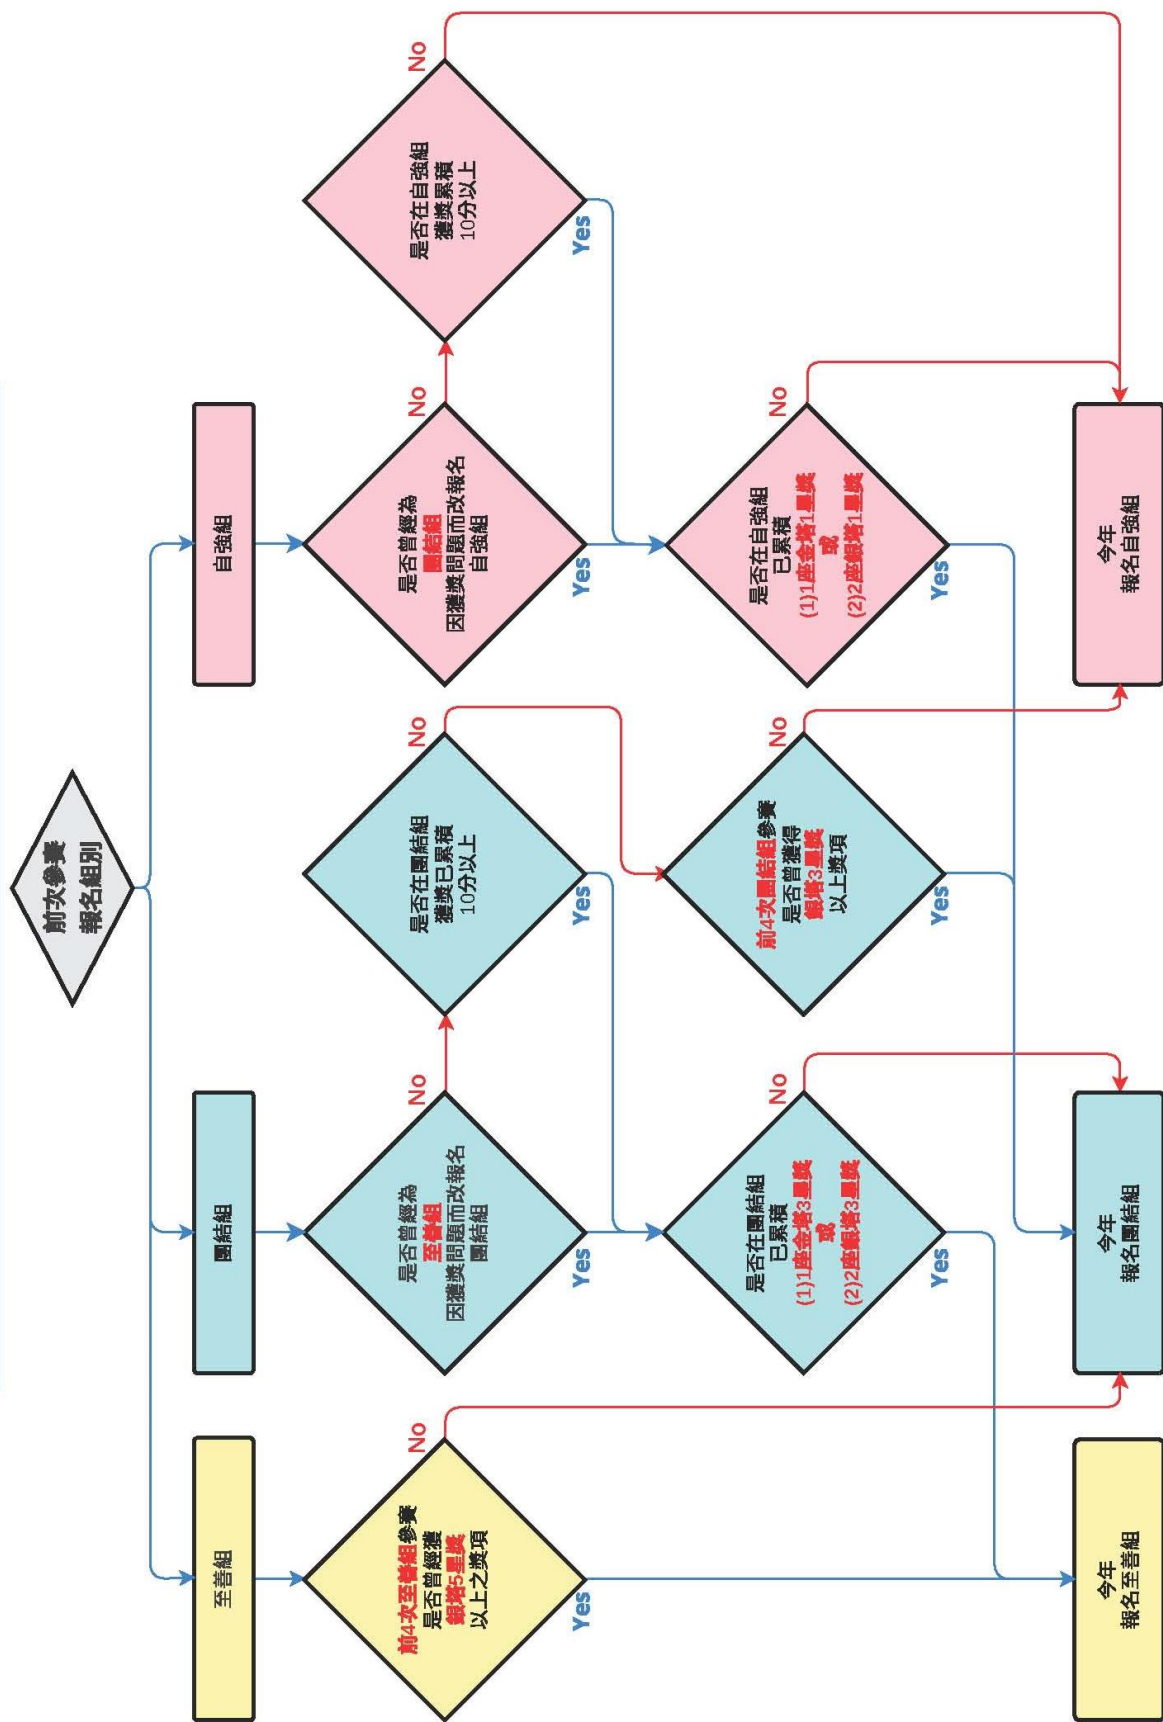 前次參賽
報名組別
至善組
團結組
自強組
前4次至善組參賽
是否曾經獲
銀塔5星獎
以上之獎項
No
Yes
是否曾經為
至善組
因獲獎問題而改報名
團結組
No
Yes
是否在團結組
獲獎已累積
10分以上
No
Yes
是否曾經為
團結組
因獲獎問題而改報名
自強組
No
Yes
是否在自強組
獲獎累積
10分以上
No
Yes
是否在團結組
已累積
(1)1座金塔3星獎
或
(2)2座銀塔3星獎
No
Yes
前4次團結組參賽
是否曾獲得
銀塔3星獎
以上獎項
No
Yes
是否在自強組
已累積
(1)1座金塔1星獎
或
(2)2座銀塔1星獎
No
Yes
今年
報名至善組
今年
報名團結組
今年
報名自強組